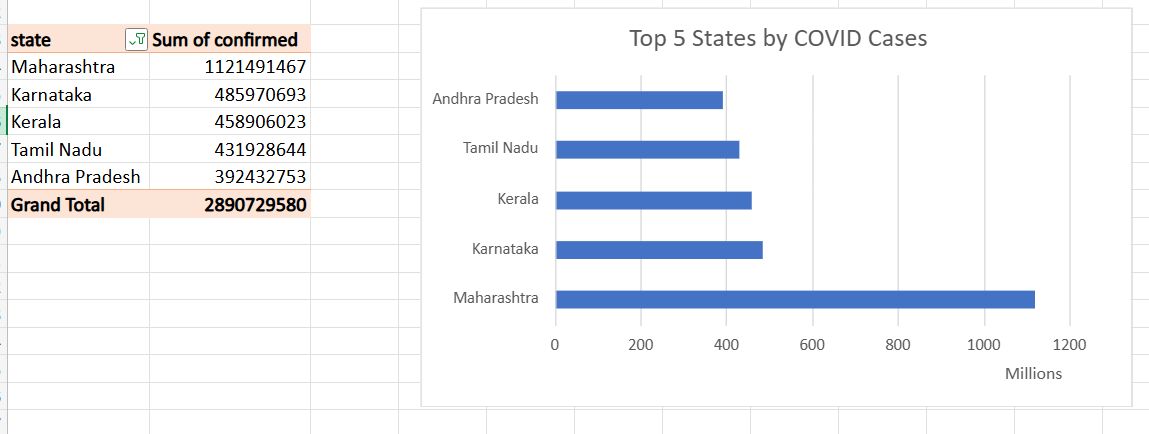 state Sum of confirmed
Maharashtra 1121491467
Karnataka 485970693
Kerala 458906023
Tamil Nadu 431928644
Andhra Pradesh 392432753
Grand Total 2890729580
Top 5 States by COVID Cases
Andhra Pradesh
Tamil Nadu
Kerala
Karnataka
Maharashtra
0 200 400 600 800 1000 1200
Millions